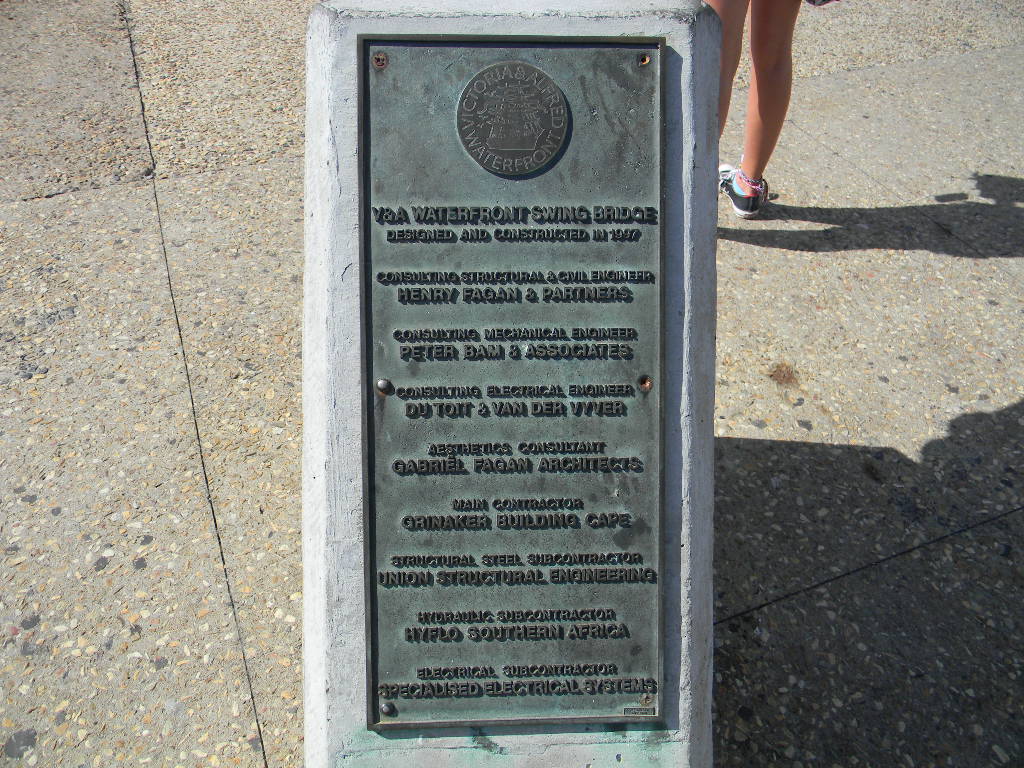 VICTORIA & ALFRED
WATERFRONT
V&A WATERFRONT SWING BRIDGE
DESIGNED AND CONSTRUCTED IN 1997
CONSULTING STRUCTURAL & CIVIL ENGINEER
HENRY FAGAN & PARTNERS
CONSULTING MECHANICAL ENGINEER
PETER BAM & ASSOCIATES
CONSULTING ELECTRICAL ENGINEER
DU TOIT & VAN DER VYVER
AESTHETICS CONSULTANT
GABRIËL FAGAN ARCHITECTS
MAIN CONTRACTOR
GRINAKER BUILDING CAPE
STRUCTURAL STEEL SUBCONTRACTOR
UNION STRUCTURAL ENGINEERING
HYDRAULIC SUBCONTRACTOR
HYFLO SOUTHERN AFRICA
ELECTRICAL SUBCONTRACTOR
SPECIALISED ELECTRICAL SYSTEMS